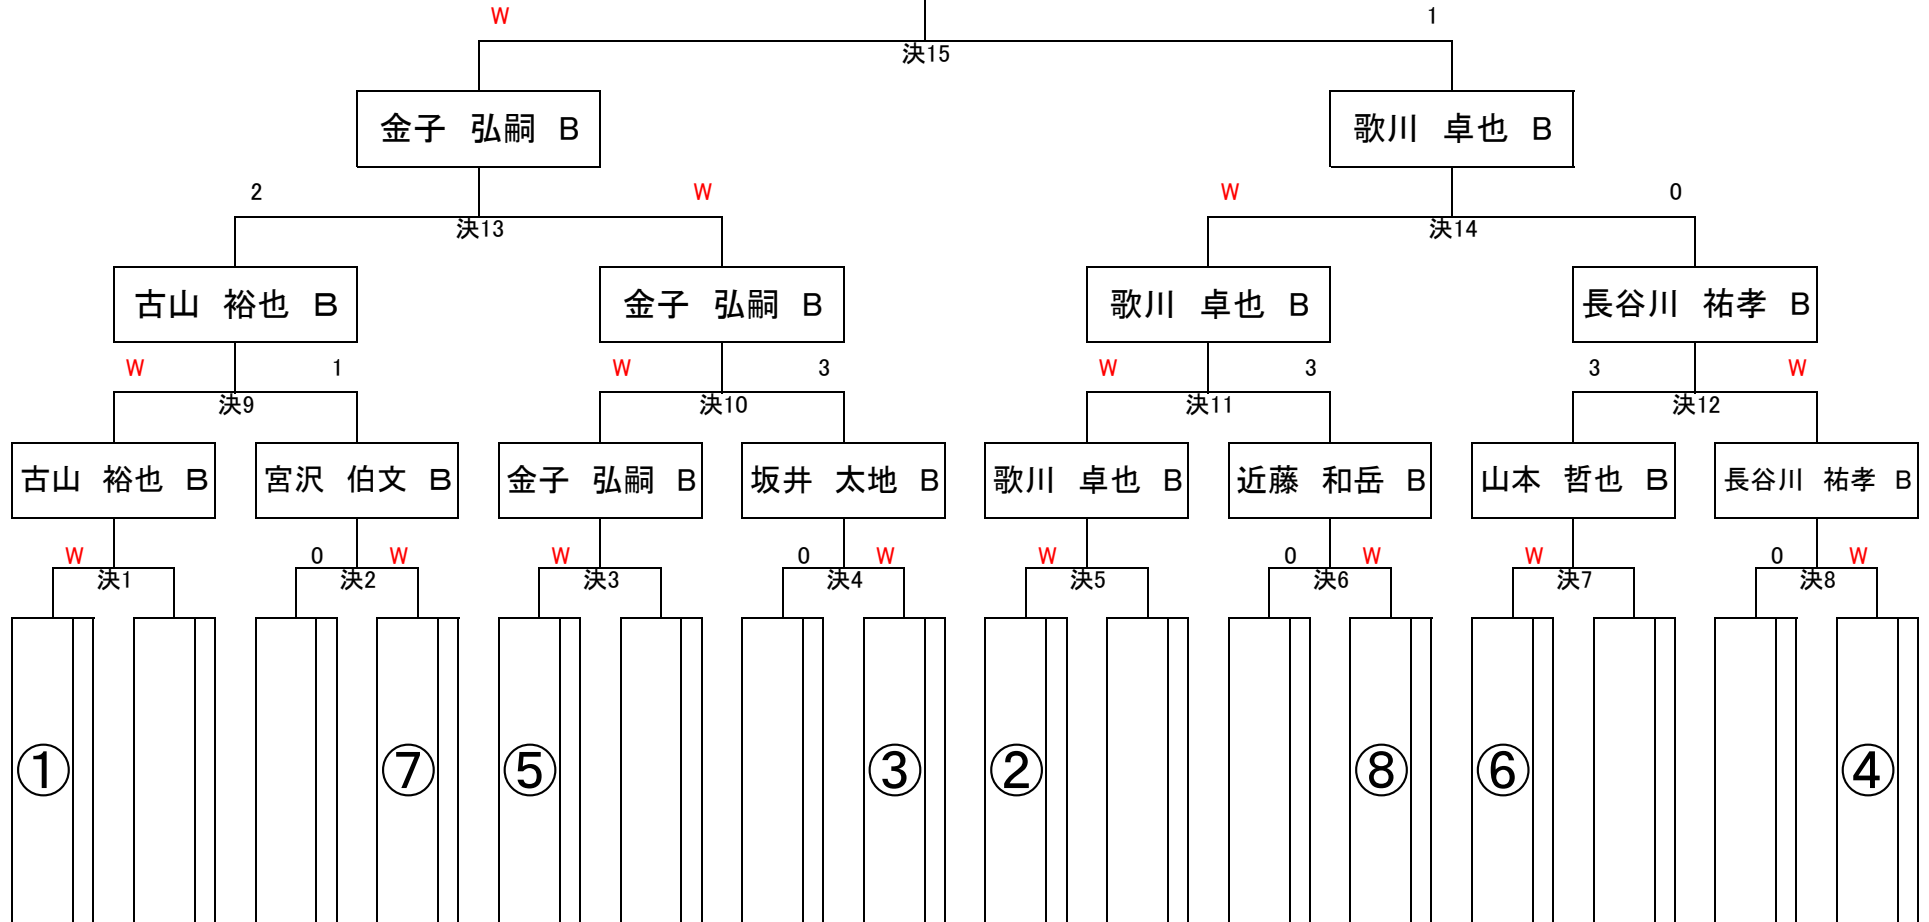 W 1
決15
金子 弘嗣 B 歌川 卓也 B
2 W W 0
決13 決14
古山 裕也 B 金子 弘嗣 B 歌川 卓也 B 長谷川 祐孝 B
W 1 W 3 W 3 3 W
決9 決10 決11 決12
古山 裕也 B 宮沢 伯文 B 金子 弘嗣 B 坂井 太地 B 歌川 卓也 B 近藤 和岳 B 山本 哲也 B 長谷川 祐孝 B
W 0 W W 0 W W 0 W W 0 W
決1 決2 決3 決4 決5 決6 決7 決8
① ⑦ ⑤ ③ ② ⑧ ⑥ ④